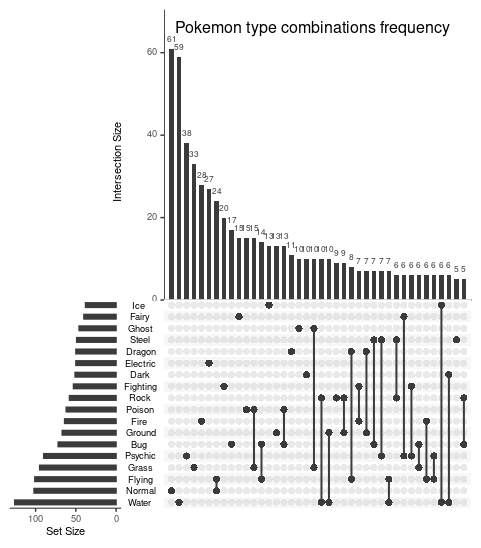 Pokemon type combinations frequency
61
59
38
33
28
27
24
20
17
15
15
15
14
13
13
13
11
10
10
10
10
10
9
9
8
7
7
7
7
7
6
6
6
6
6
6
6
6
5
5
60
40
20
0
Intersection Size
Ice
Fairy
Ghost
Steel
Dragon
Electric
Dark
Fighting
Rock
Poison
Fire
Ground
Bug
Psychic
Grass
Flying
Normal
Water
100 50 0
Set Size